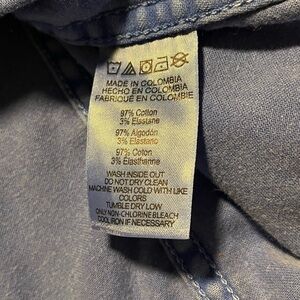 MADE IN COLOMBIA
HECHO EN COLOMBIA
FABRIQUE EN COLOMBIE
97% Cotton
3% Elastane
97% Algodón
3% Elastano
97% Coton
3% Elasthanne
WASH INSIDE OUT
DO NOT DRY CLEAN
MACHINE WASH COLD WITH LIKE
COLORS
TUMBLE DRY LOW
ONLY NON-CHLORINE BLEACH
COOL IRON IF NECESSARY